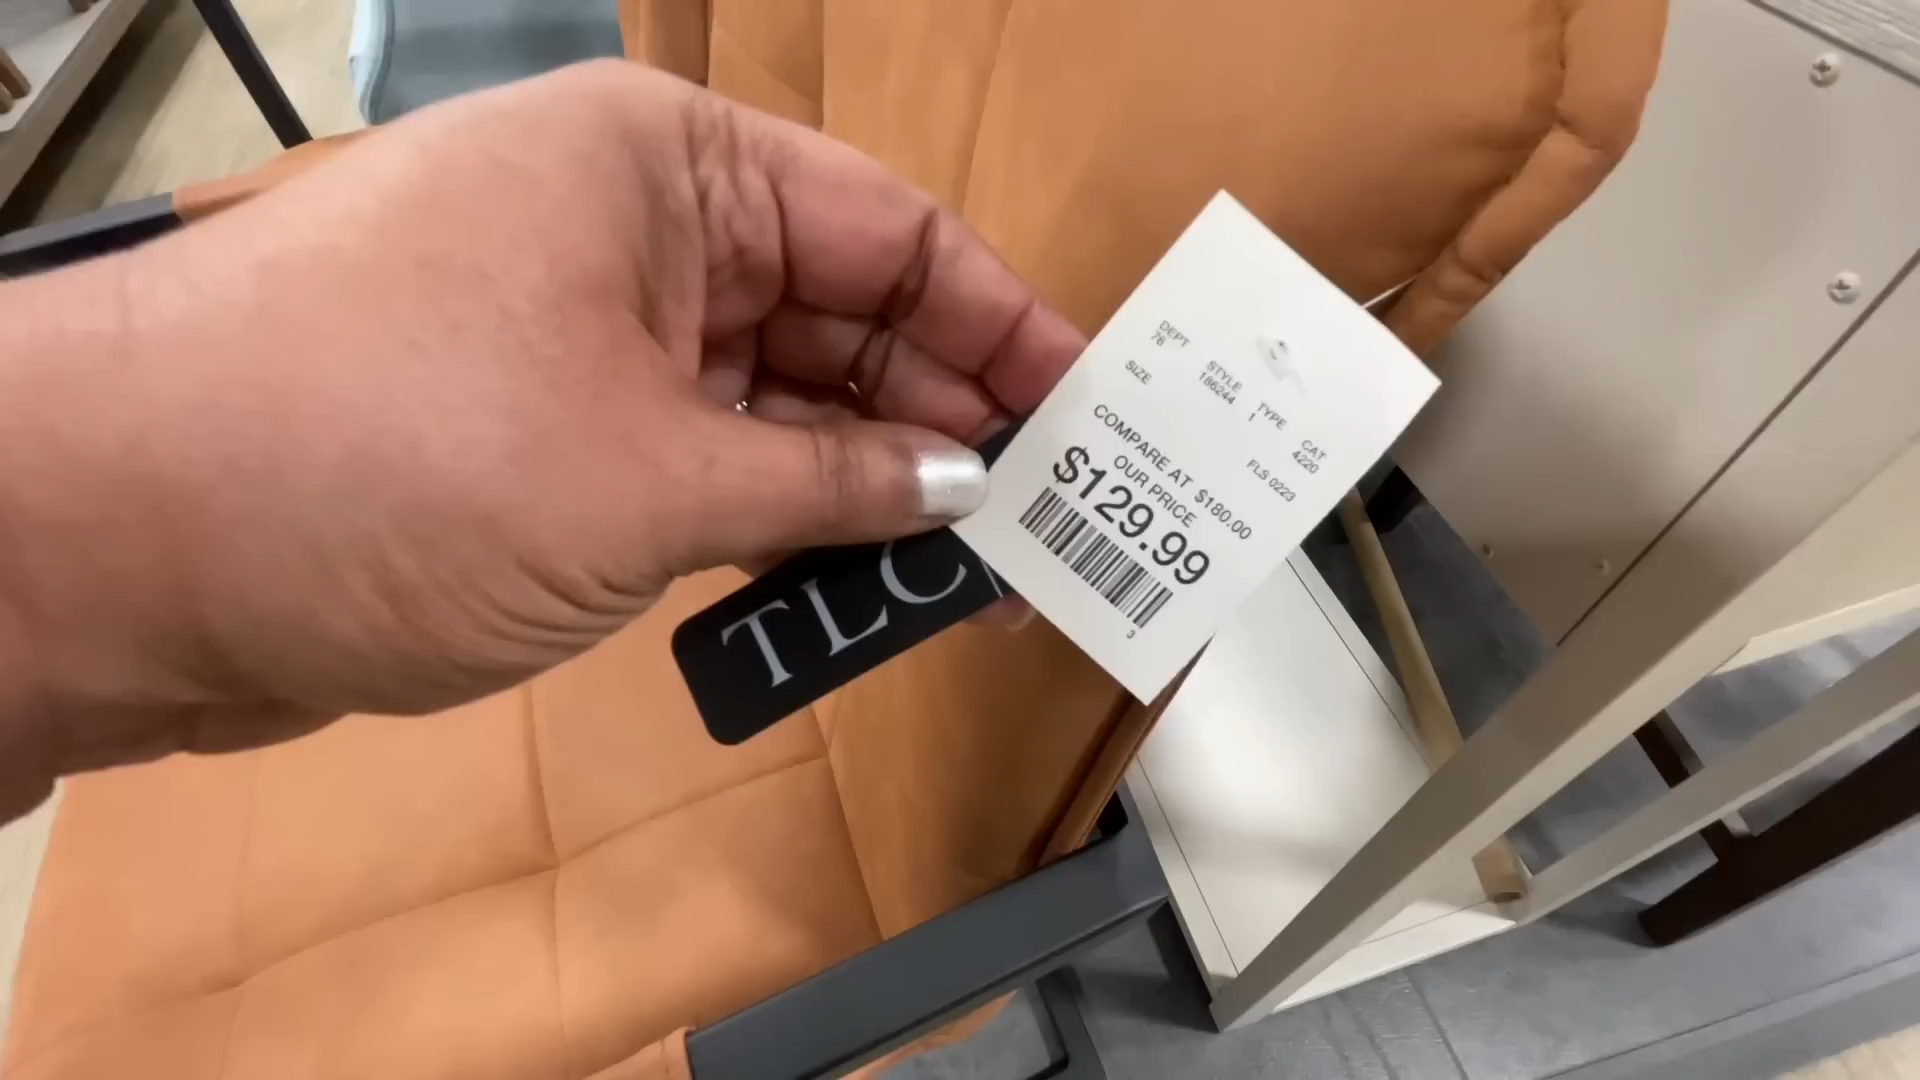 DEPT STYLE TYPE CAT
76 186244 1 4220
SIZE FLS 0223
COMPARE AT $180.00
OUR PRICE
$129.99
3
TLC